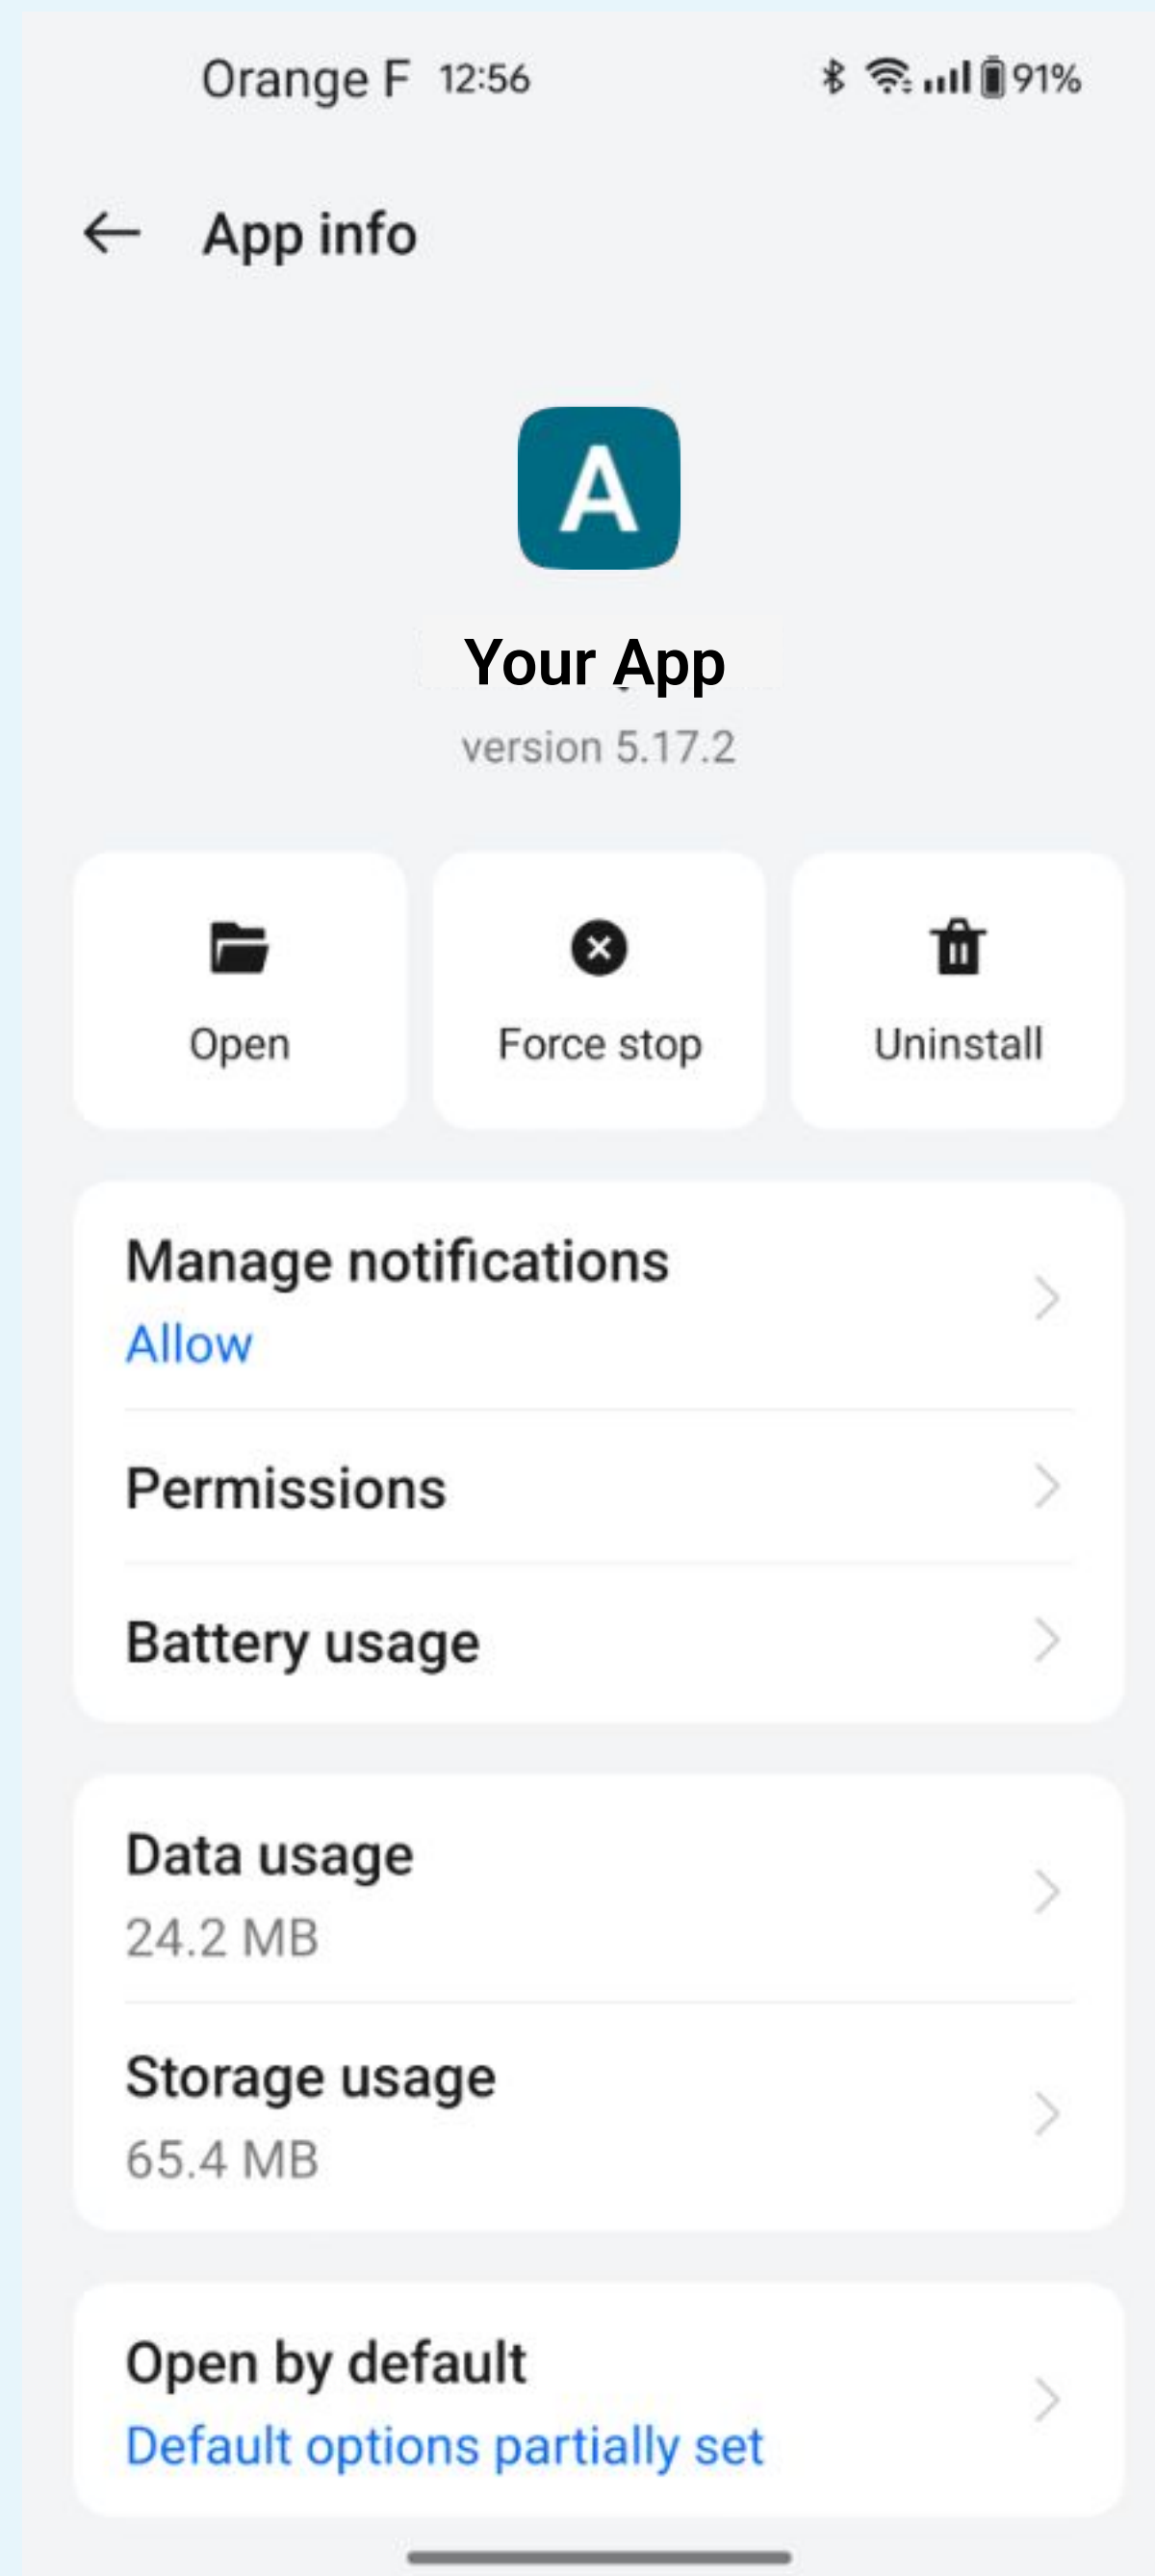 Orange F 12:56 91%
App info
A
Your App
version 5.17.2
Open Force stop Uninstall
Manage notifications
Allow
Permissions
Battery usage
Data usage
24.2 MB
Storage usage
65.4 MB
Open by default
Default options partially set